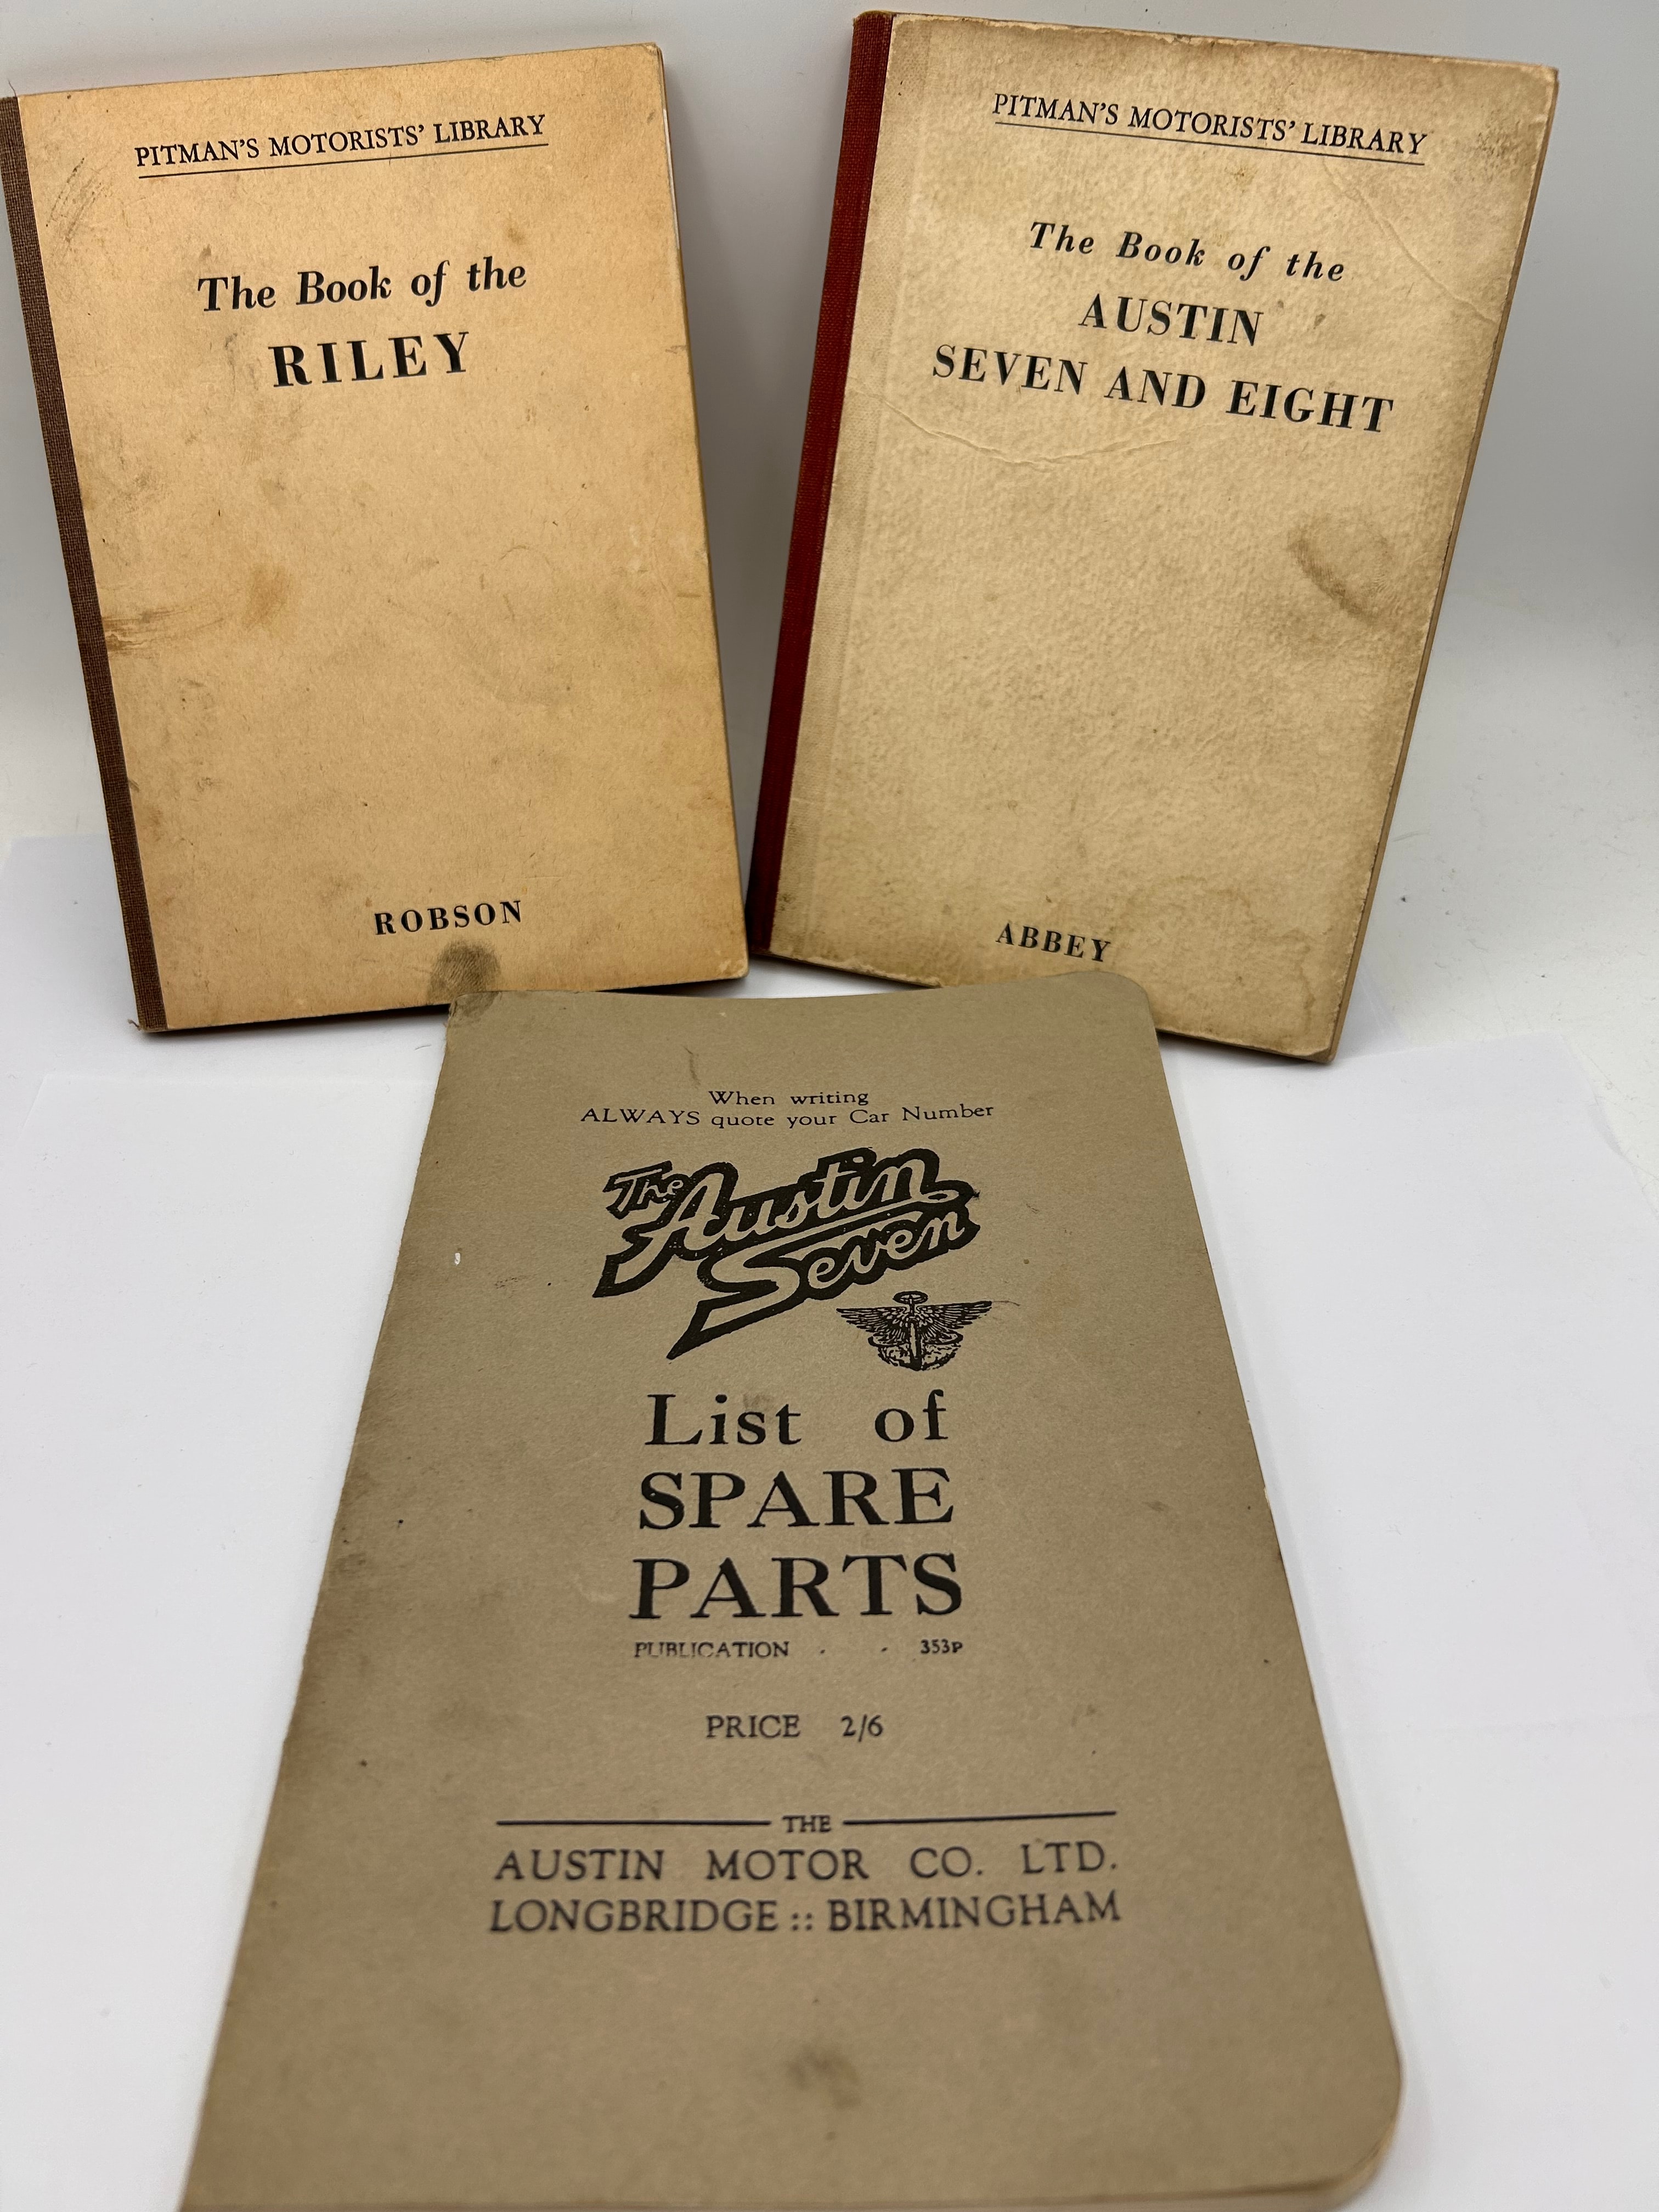 PITMAN'S MOTORISTS' LIBRARY
The Book of the
RILEY
ROBSON
PITMAN'S MOTORISTS' LIBRARY
The Book of the
AUSTIN
SEVEN AND EIGHT
ABBEY
When writing
ALWAYS quote your Car Number
The Austin
Seven
List of
SPARE
PARTS
PUBLICATION - - 353P
PRICE 2/6
THE
AUSTIN MOTOR CO. LTD.
LONGBRIDGE :: BIRMINGHAM